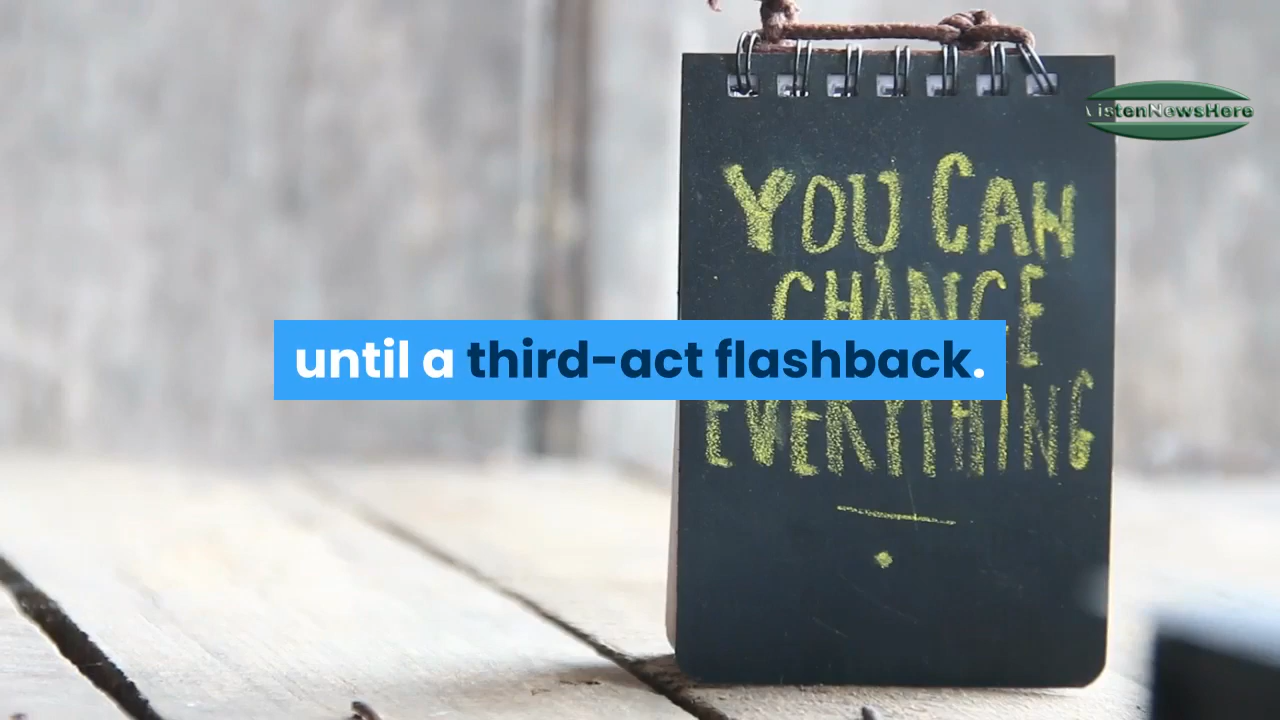 ListenNewsHere
YOU CAN
CHANGE
until a third-act flashback.
EVERYTHING